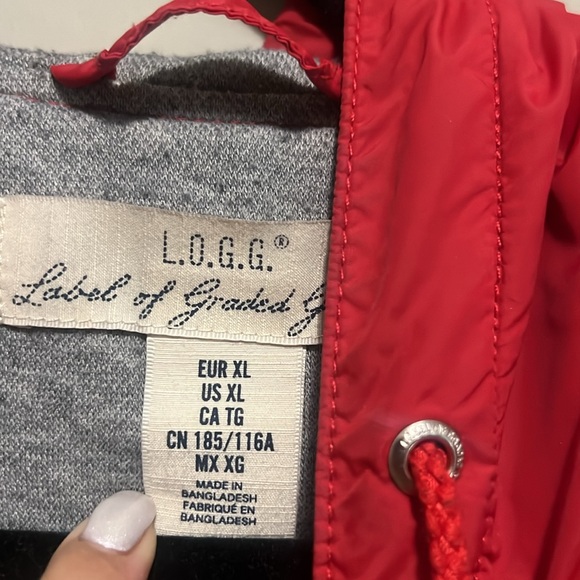 L.O.G.G.®
Label of Graded
EUR XL
US XL
CA TG
CN 185/116A
MX XG
MADE IN
BANGLADESH
FABRIQUÉ EN
BANGLADESH